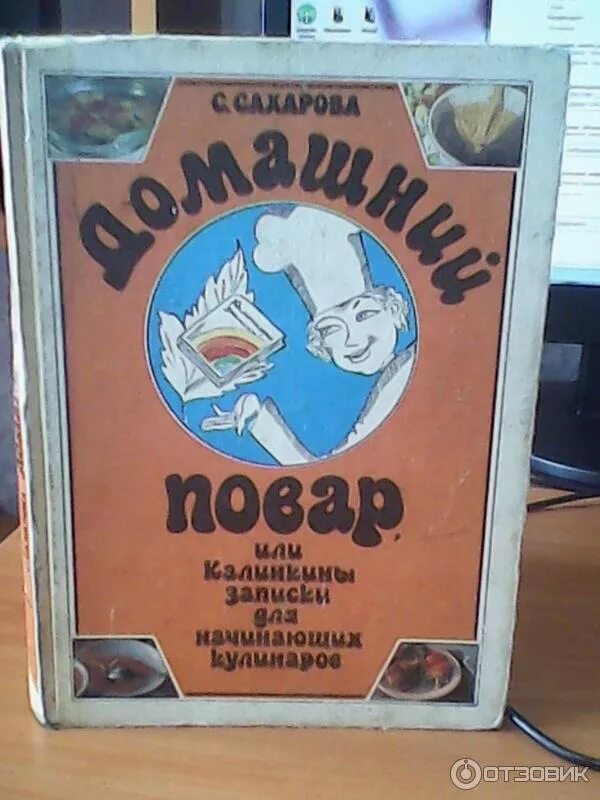 С. САХАРОВА
ДОМАШНИЙ
ПОВАР,
или
Калинкины
записки
для
начинающих
кулинаров
ОТЗОВИК